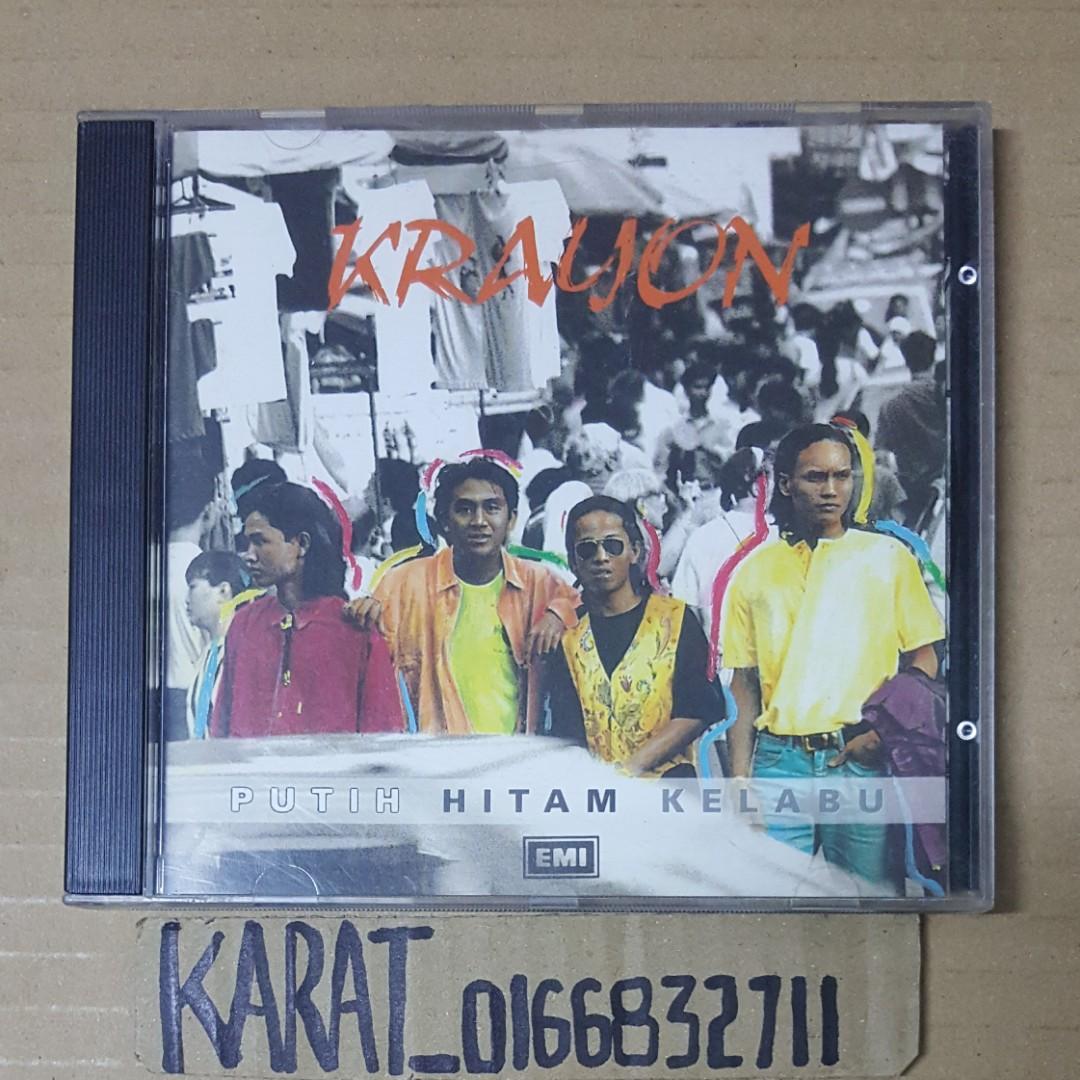 KRAYON
PUTIH HITAM KELABU
EMI
KARAT_0166832711